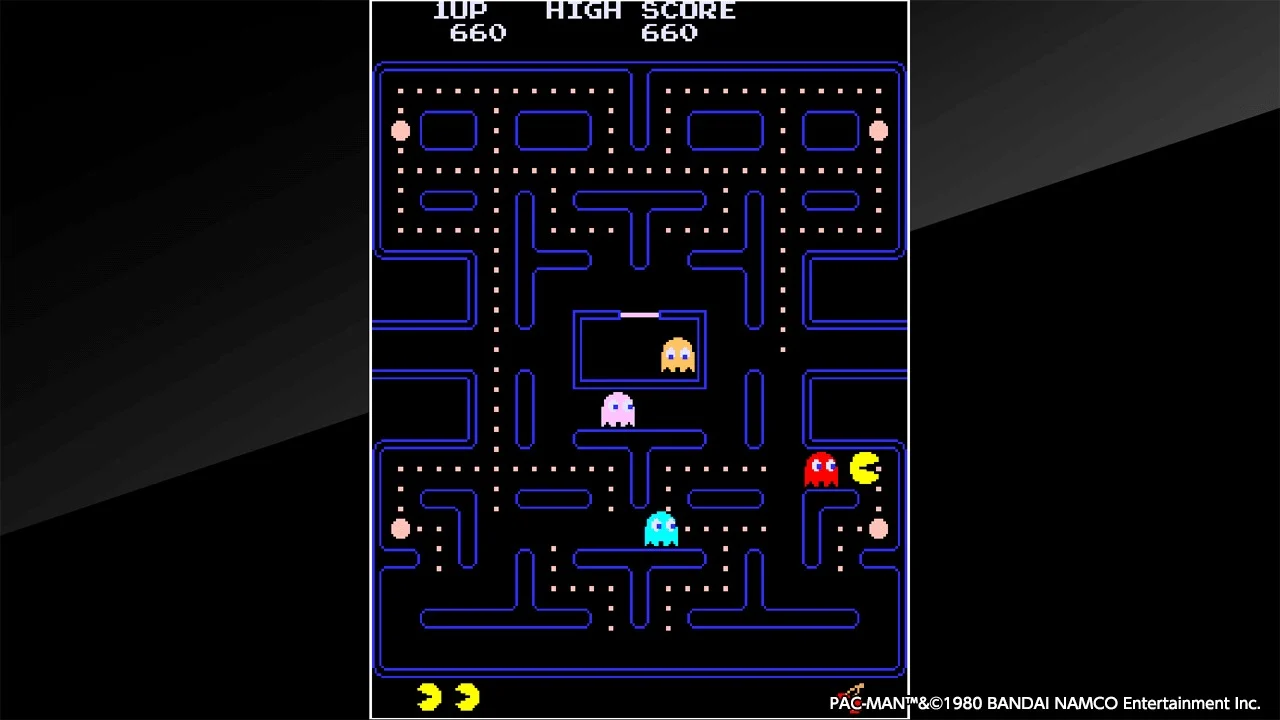 1UP HIGH SCORE
660 660
PAC-MAN™&©1980 BANDAI NAMCO Entertainment Inc.